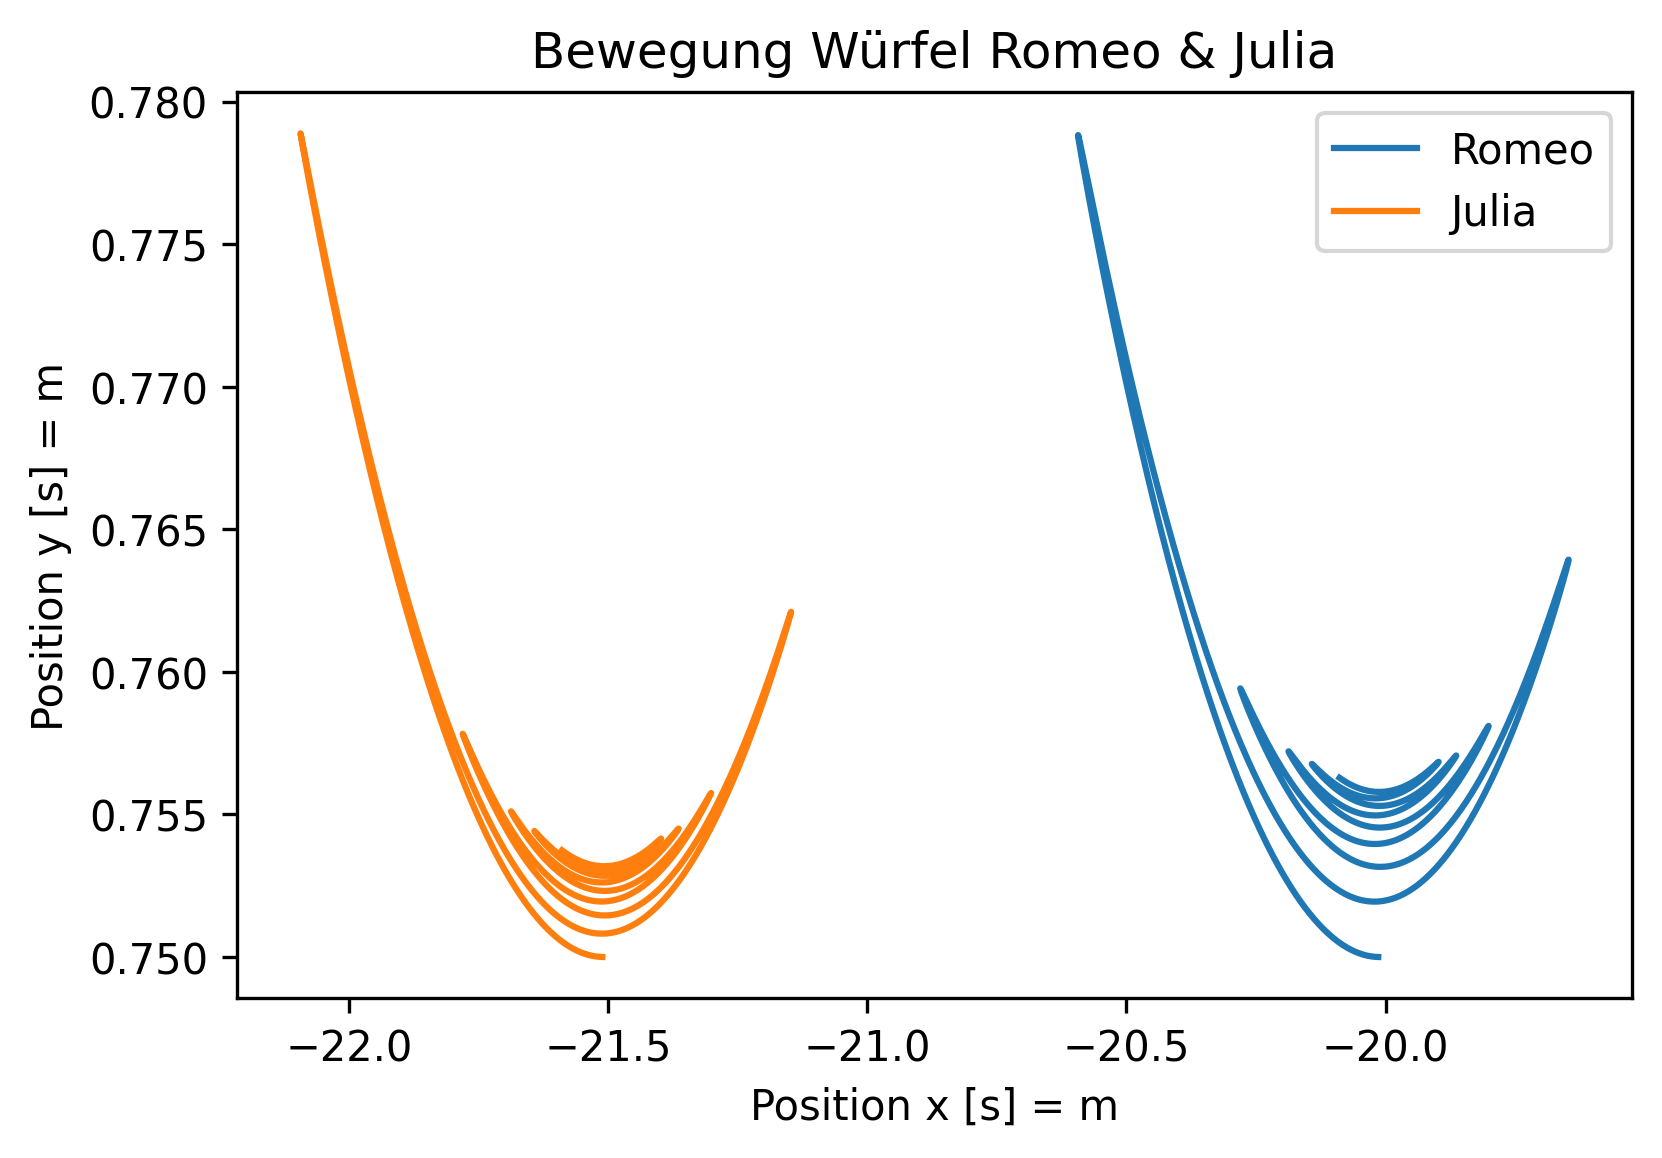 Bewegung Würfel Romeo & Julia
Romeo
Julia
Position y [s] = m
0.780
0.775
0.770
0.765
0.760
0.755
0.750
−22.0 −21.5 −21.0 −20.5 −20.0
Position x [s] = m